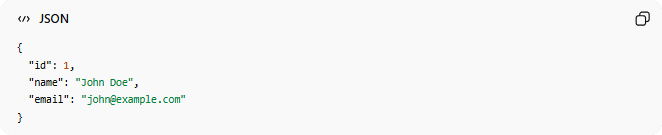 JSON
{
  "id": 1,
  "name": "John Doe",
  "email": "john@example.com"
}